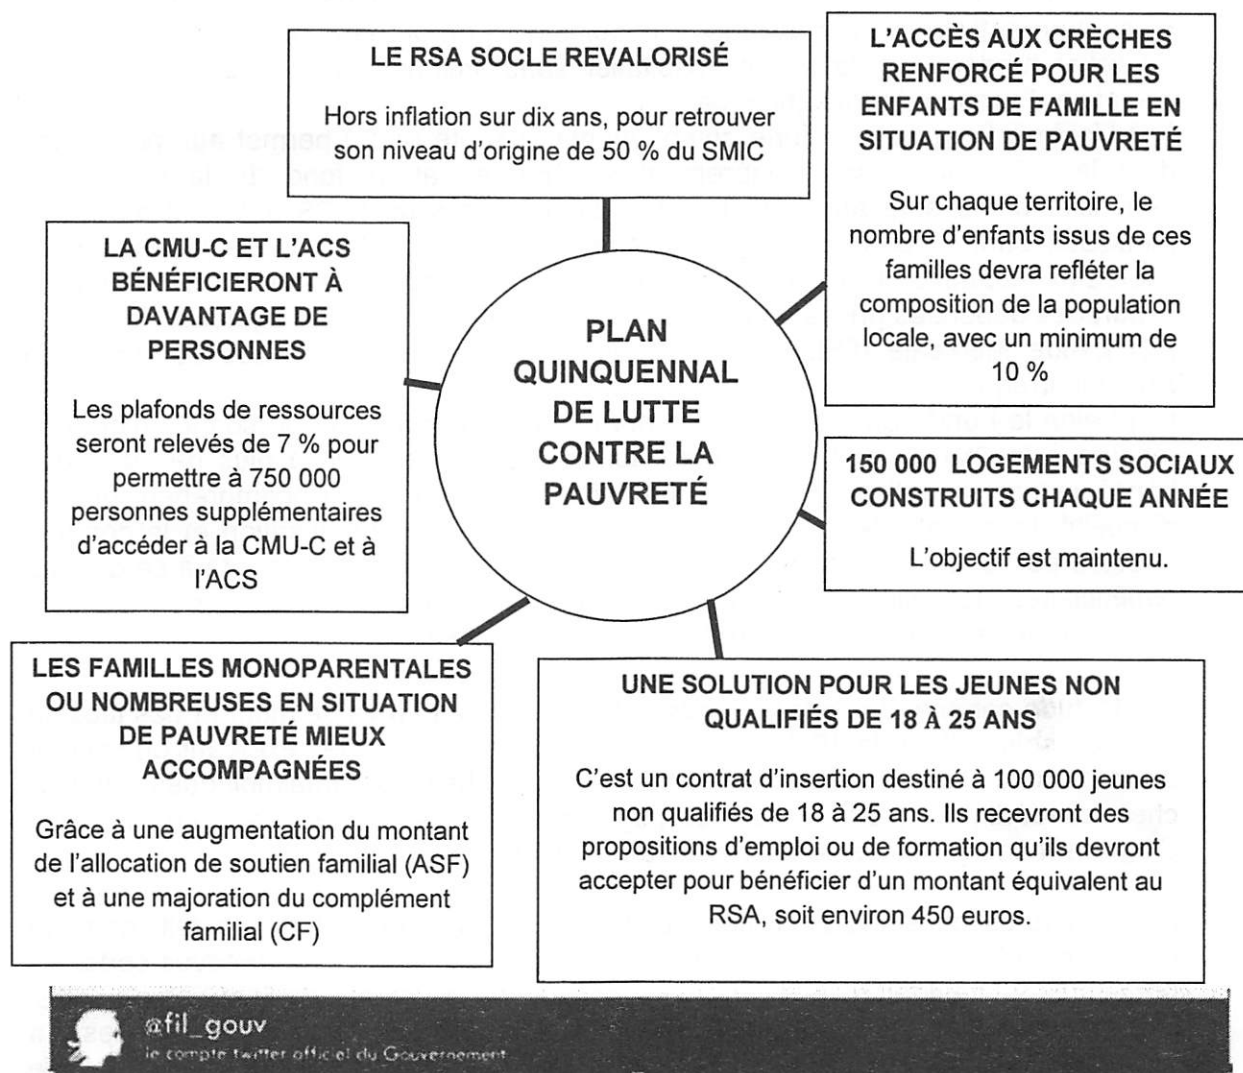 LE RSA SOCLE REVALORISÉ
Hors inflation sur dix ans, pour retrouver
son niveau d'origine de 50 % du SMIC
L'ACCÈS AUX CRÈCHES
RENFORCÉ POUR LES
ENFANTS DE FAMILLE EN
SITUATION DE PAUVRETÉ
Sur chaque territoire, le
nombre d'enfants issus de ces
familles devra refléter la
composition de la population
locale, avec un minimum de
10 %
LA CMU-C ET L'ACS
BÉNÉFICIERONT À
DAVANTAGE DE
PERSONNES
Les plafonds de ressources
seront relevés de 7 % pour
permettre à 750 000
personnes supplémentaires
d'accéder à la CMU-C et à
l'ACS
PLAN
QUINQUENNAL
DE LUTTE
CONTRE LA
PAUVRETÉ
150 000 LOGEMENTS SOCIAUX
CONSTRUITS CHAQUE ANNÉE
L'objectif est maintenu.
LES FAMILLES MONOPARENTALES
OU NOMBREUSES EN SITUATION
DE PAUVRETÉ MIEUX
ACCOMPAGNÉES
Grâce à une augmentation du montant
de l'allocation de soutien familial (ASF)
et à une majoration du complément
familial (CF)
UNE SOLUTION POUR LES JEUNES NON
QUALIFIÉS DE 18 À 25 ANS
C'est un contrat d'insertion destiné à 100 000 jeunes
non qualifiés de 18 à 25 ans. Ils recevront des
propositions d'emploi ou de formation qu'ils devront
accepter pour bénéficier d'un montant équivalent au
RSA, soit environ 450 euros.
@fil_gouv
le compte twitter officiel du Gouvernement